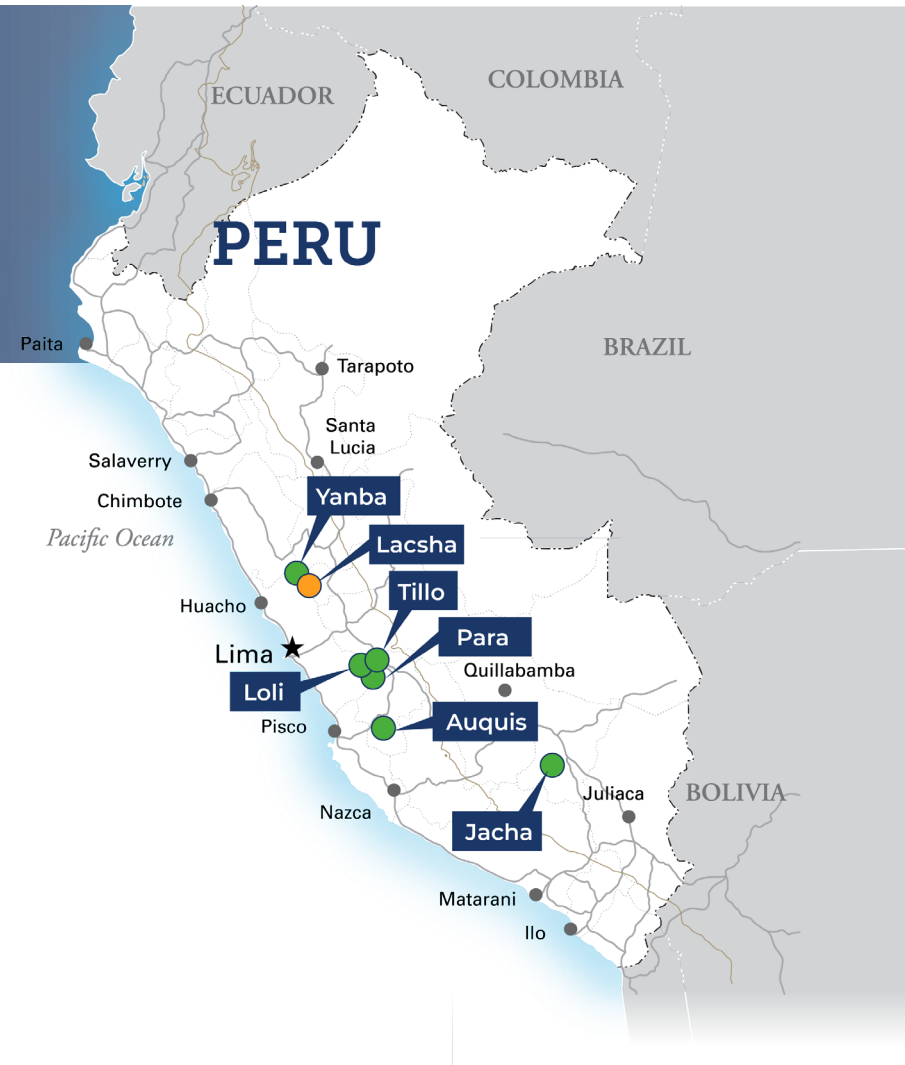 COLOMBIA
ECUADOR
PERU
Paita
BRAZIL
Tarapoto
Santa
Lucia
Salaverry
Yanba
Chimbote
Pacific Ocean
Lacsha
Tillo
Huacho
Para
Lima
Quillabamba
Loli
Auquis
Pisco
Juliaca
BOLIVIA
Nazca
Jacha
Matarani
Ilo